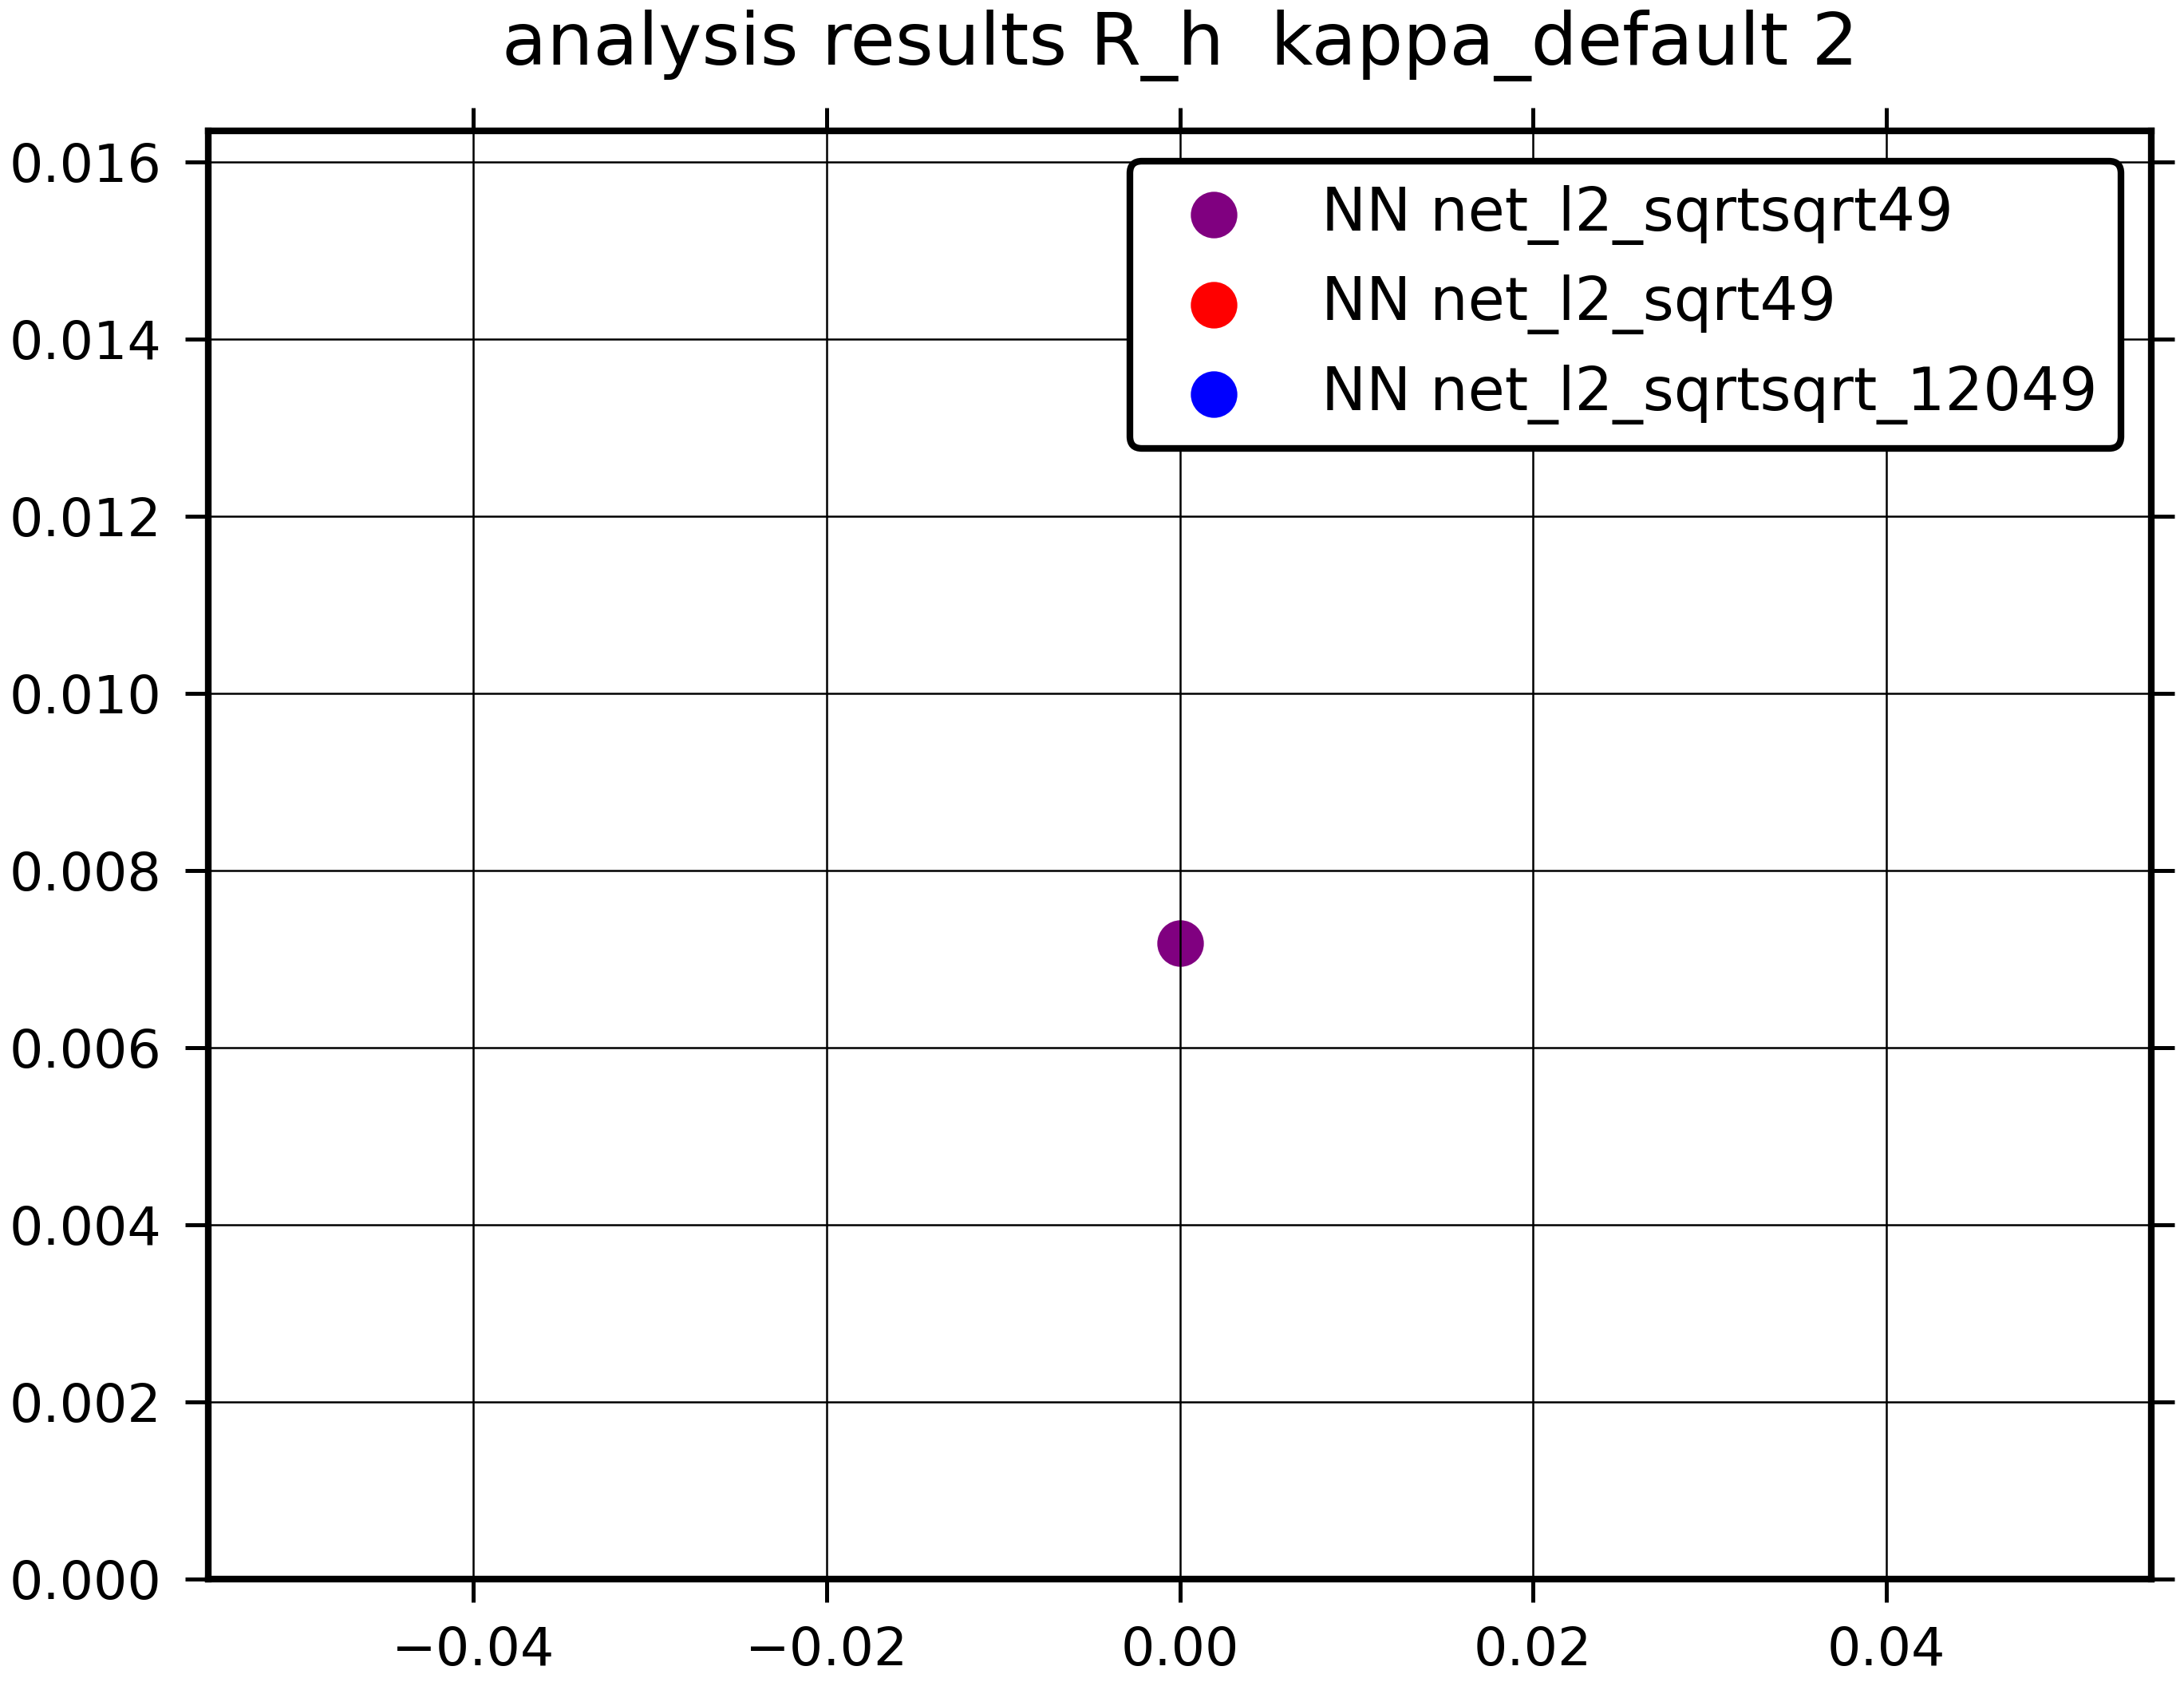 analysis results R_h  kappa_default 2
0.016
0.014
0.012
0.010
0.008
0.006
0.004
0.002
0.000
NN net_l2_sqrtsqrt49
NN net_l2_sqrt49
NN net_l2_sqrtsqrt_12049
−0.04 −0.02 0.00 0.02 0.04